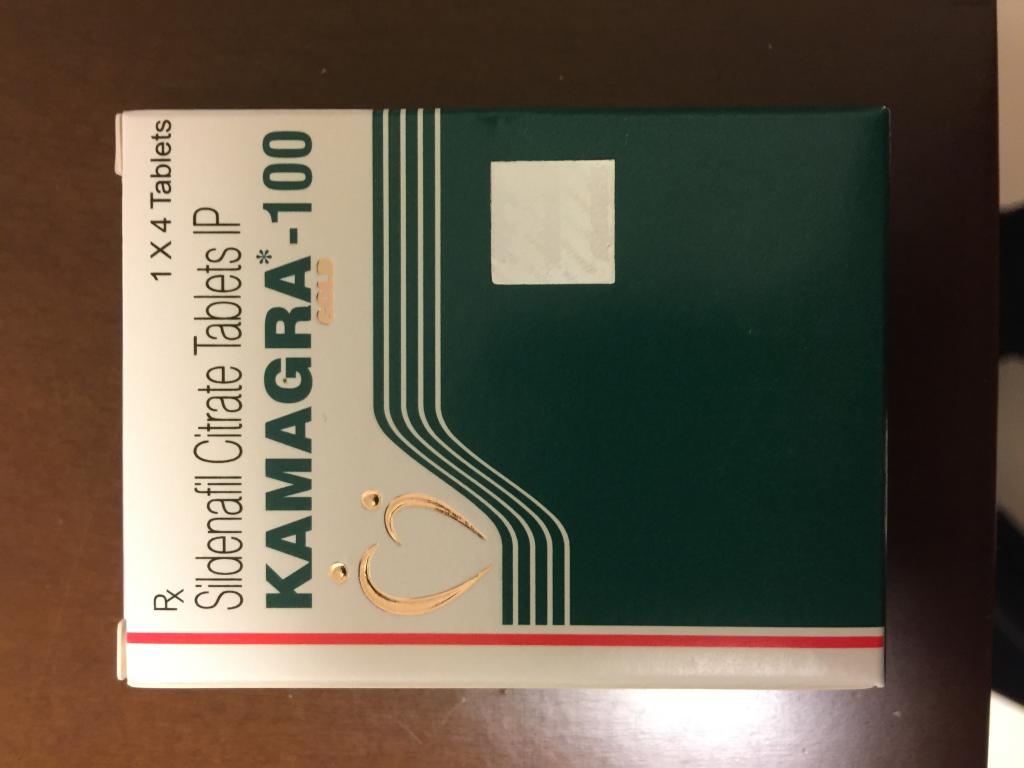 Rx
1 X 4 Tablets
Sildenafil Citrate Tablets IP
KAMAGRA*-100
GOLD